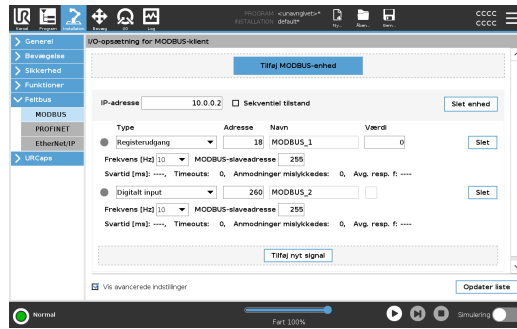 PROGRAM <unavngivet>*
INSTALLATION default*
Kørsel Program Installation Bevæg I/O Log
Ny... Åbn... Gem...
CCCC
CCCC
Generel
Bevægelse
Sikkerhed
Funktioner
Feltbus
MODBUS
PROFINET
EtherNet/IP
URCaps
I/O-opsætning for MODBUS-klient
Tilføj MODBUS-enhed
IP-adresse 10.0.0.2 Sekventiel tilstand Slet enhed
Type Adresse Navn Værdi
Registerudgang 18 MODBUS_1 0 Slet
Frekvens [Hz] 10 MODBUS-slaveadresse 255
Svartid [ms]: ----, Timeouts: 0, Anmodninger mislykkedes: 0, Avg. resp. f: ----
Digitalt input 260 MODBUS_2 Slet
Frekvens [Hz] 10 MODBUS-slaveadresse 255
Svartid [ms]: ----, Timeouts: 0, Anmodninger mislykkedes: 0, Avg. resp. f: ----
Tilføj nyt signal
Vis avancerede indstillinger
Opdater liste
Normal
Fart 100%
Simulering